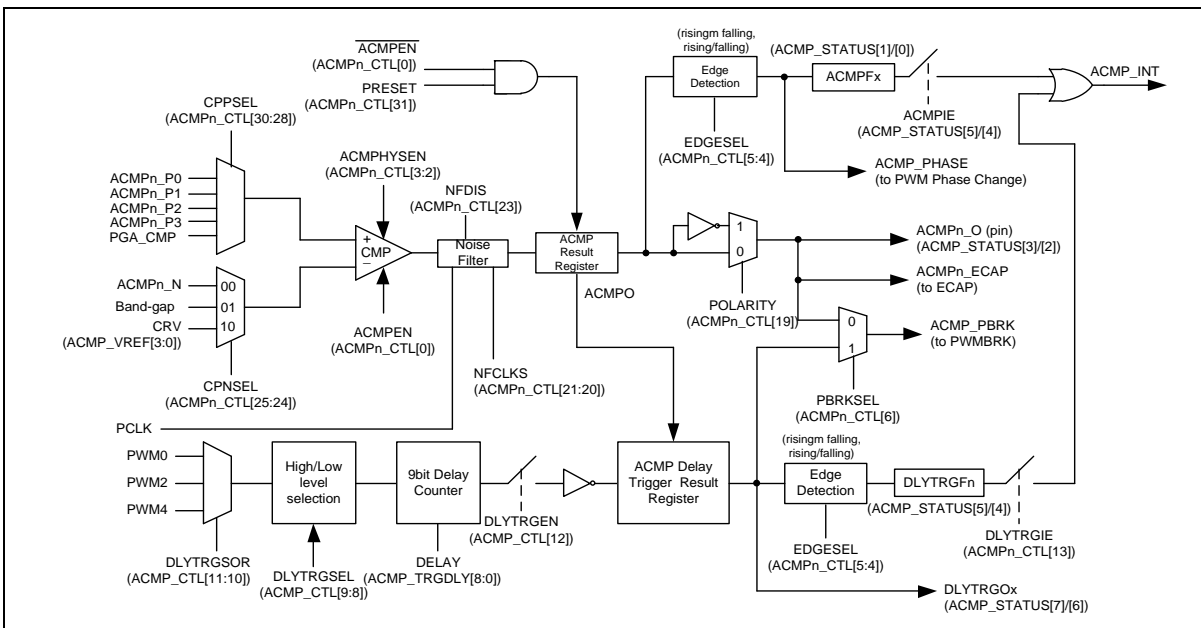 ACMPEN
(ACMPn_CTL[0])
PRESET
(ACMPn_CTL[31])
CPPSEL
(ACMPn_CTL[30:28])
ACMPn_P0
ACMPn_P1
ACMPn_P2
ACMPn_P3
PGA_CMP
ACMPHYSEN
(ACMPn_CTL[3:2])
NFDIS
(ACMPn_CTL[23])
+
CMP
−
Noise
Filter
ACMP
Result
Register
ACMPn_N
00
Band-gap
01
CRV
10
(ACMP_VREF[3:0])
CPNSEL
(ACMPn_CTL[25:24])
ACMPEN
(ACMPn_CTL[0])
NFCLKS
(ACMPn_CTL[21:20])
ACMPO
PCLK
(risingm falling,
rising/falling)
Edge
Detection
EDGESEL
(ACMPn_CTL[5:4])
(ACMP_STATUS[1]/[0])
ACMPFx
ACMPIE
(ACMP_STATUS[5]/[4])
ACMP_INT
ACMP_PHASE
(to PWM Phase Change)
1
0
POLARITY
(ACMPn_CTL[19])
ACMPn_O (pin)
(ACMP_STATUS[3]/[2])
ACMPn_ECAP
(to ECAP)
0
1
ACMP_PBRK
(to PWMBRK)
PBRKSEL
(ACMPn_CTL[6])
PWM0
PWM2
PWM4
DLYTRGSOR
(ACMP_CTL[11:10])
High/Low
level
selection
DLYTRGSEL
(ACMP_CTL[9:8])
9bit Delay
Counter
DELAY
(ACMP_TRGDLY[8:0])
DLYTRGEN
(ACMP_CTL[12])
ACMP Delay
Trigger Result
Register
(risingm falling,
rising/falling)
Edge
Detection
EDGESEL
(ACMPn_CTL[5:4])
DLYTRGFn
(ACMP_STATUS[5]/[4])
DLYTRGIE
(ACMPn_CTL[13])
DLYTRGOx
(ACMP_STATUS[7]/[6])